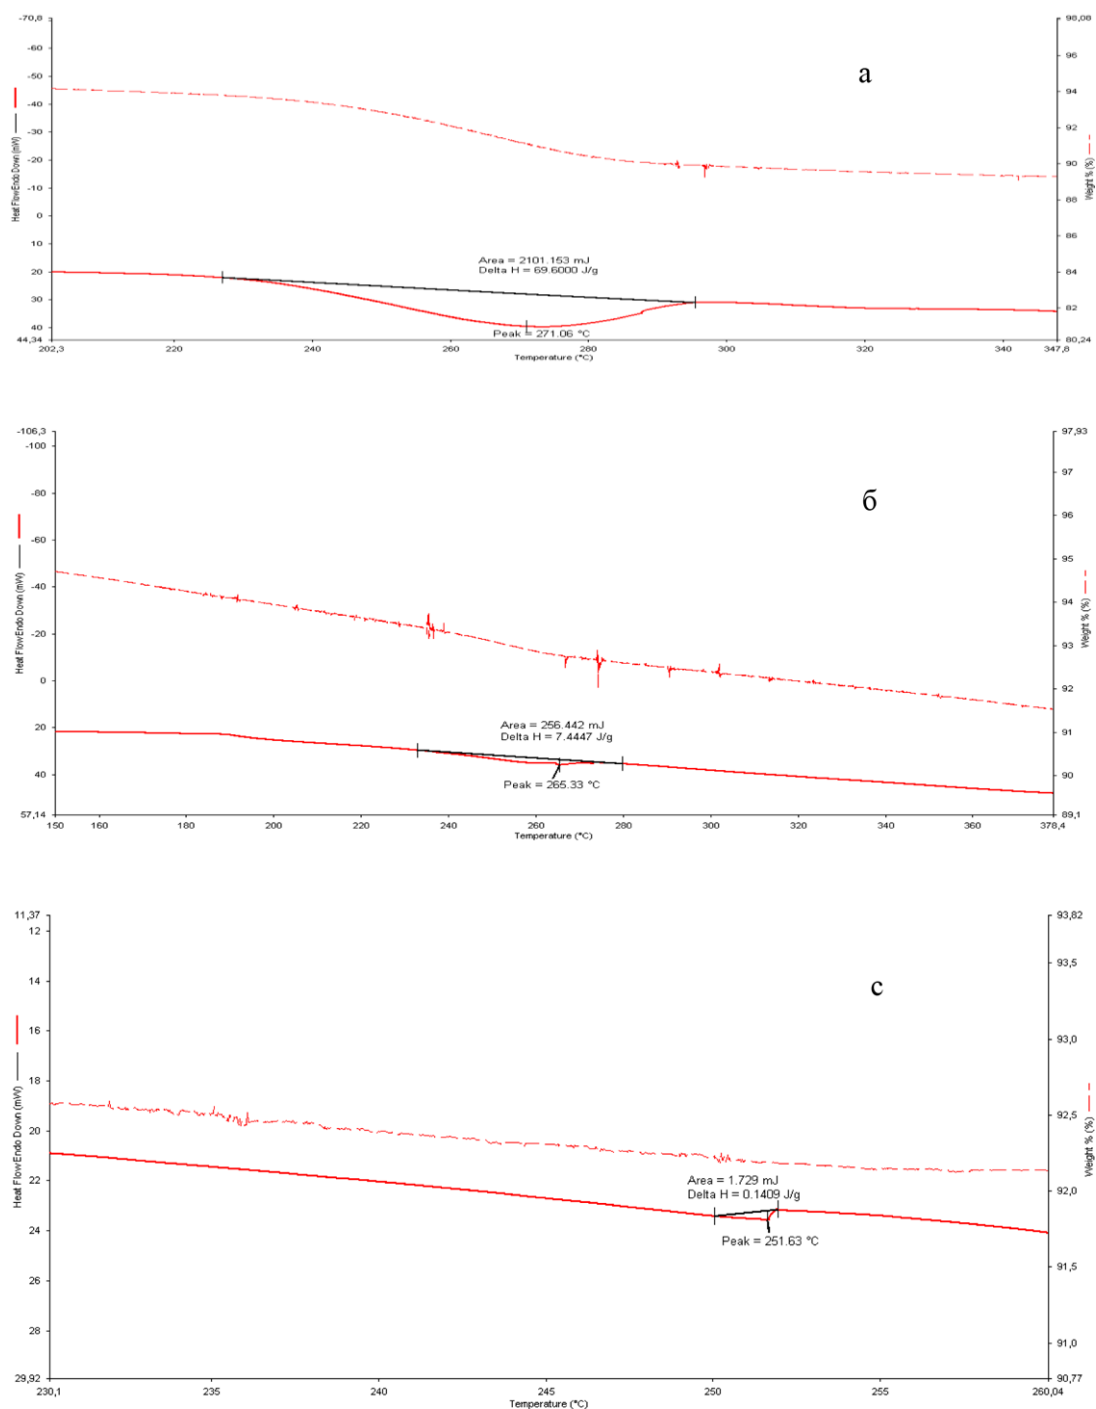 -70,8
-60
-50
-40
-30
-20
-10
0
10
20
30
40
44,34
Heat Flow Endo Down (mW)
98,08
96
94
92
90
88
86
84
82
80,24
Weight % (%)
а
Area = 2101.153 mJ
Delta H = 69.6000 J/g
Peak = 271.06 °C
202,3 220 240 260 280 300 320 340 347,8
Temperature (°C)
-106,3
-100
-80
-60
-40
-20
0
20
40
57,14
Heat Flow Endo Down (mW)
97,93
97
96
95
94
93
92
91
90
89,1
Weight % (%)
б
Area = 256.442 mJ
Delta H = 7.4447 J/g
Peak = 265.33 °C
150 160 180 200 220 240 260 280 300 320 340 360 378,4
Temperature (°C)
11,37
12
14
16
18
20
22
24
26
28
29,92
Heat Flow Endo Down (mW)
93,82
93,5
93,0
92,5
92,0
91,5
91,0
90,77
Weight % (%)
с
Area = 1.729 mJ
Delta H = 0.1409 J/g
Peak = 251.63 °C
230,1 235 240 245 250 255 260,04
Temperature (°C)